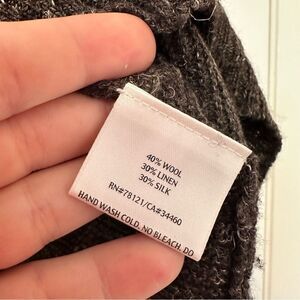 40% WOOL
30% LINEN
30% SILK
RN#78121/CA#34460
HAND WASH COLD, NO BLEACH, DO